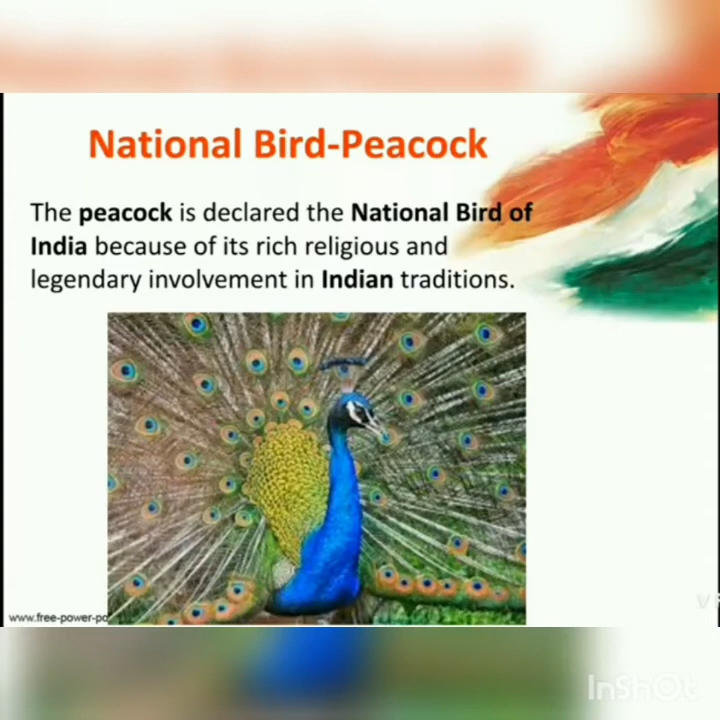 National Bird-Peacock
The peacock is declared the National Bird of
India because of its rich religious and
legendary involvement in Indian traditions.
www.free-power-po
InShOt